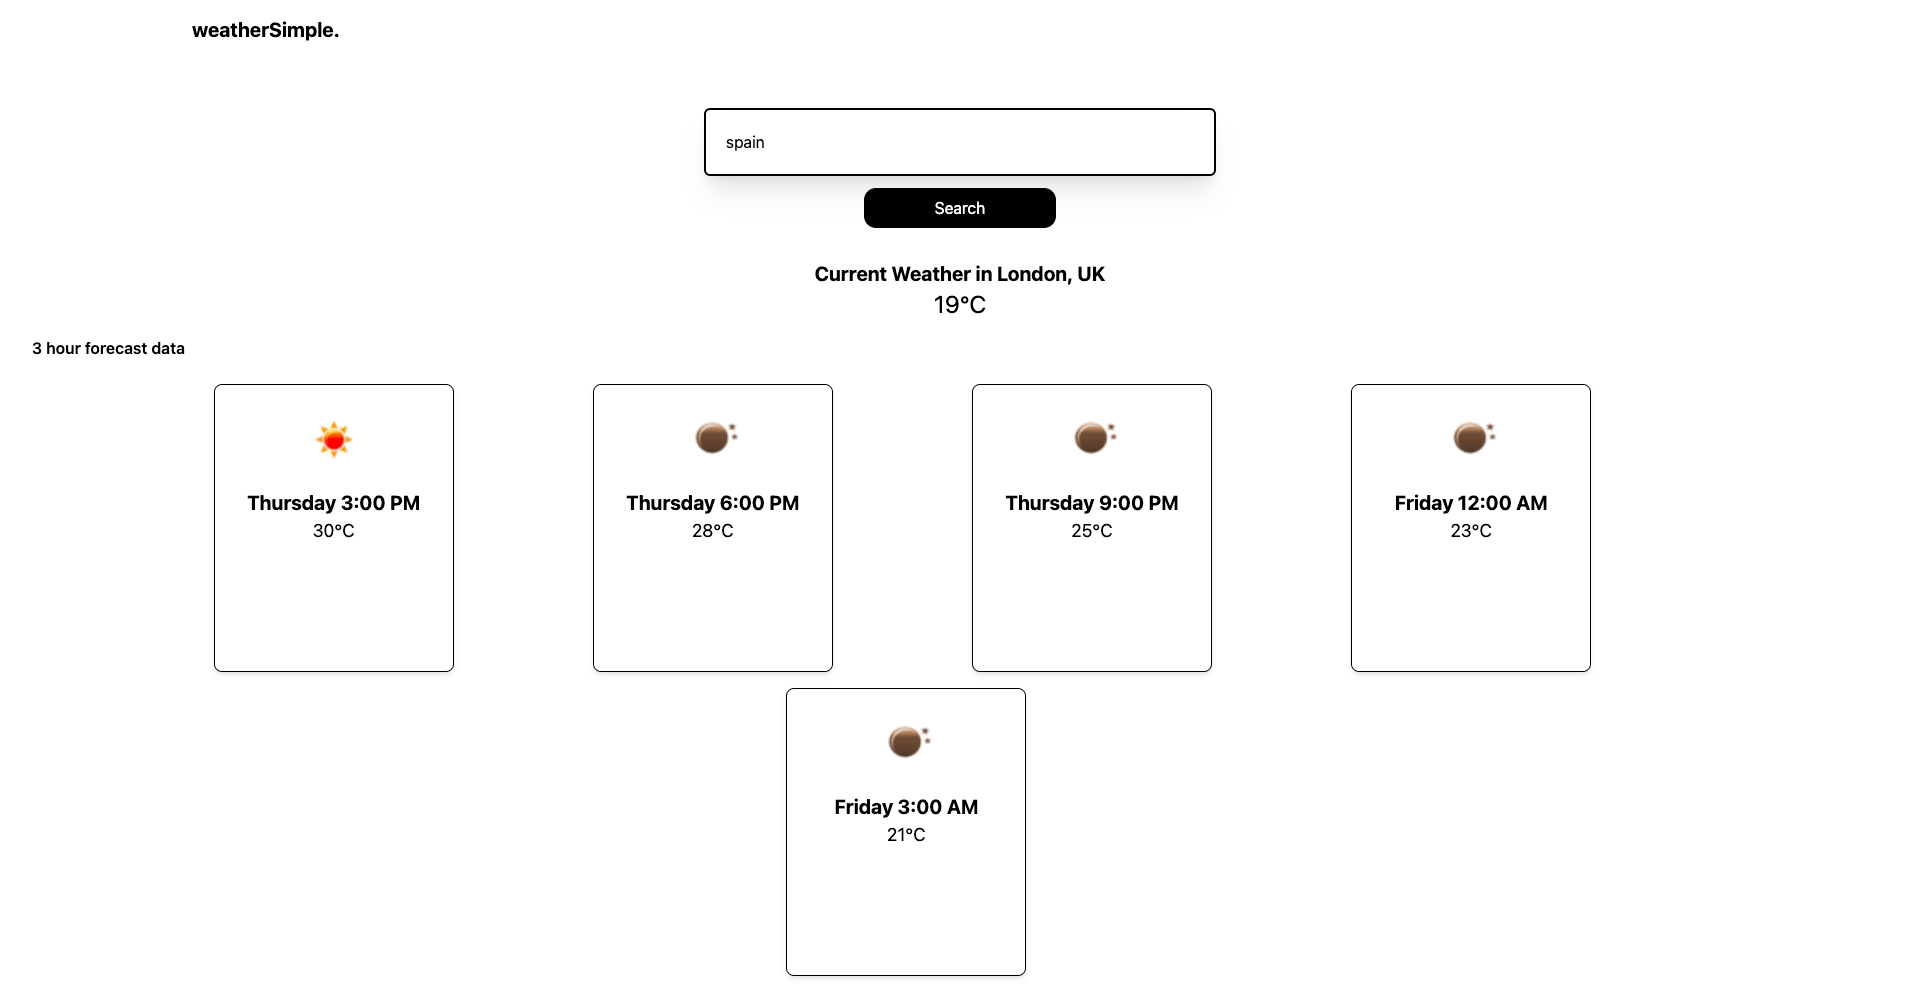 weatherSimple.
spain
Search
Current Weather in London, UK
19°C
3 hour forecast data
Thursday 3:00 PM
30°C
Thursday 6:00 PM
28°C
Thursday 9:00 PM
25°C
Friday 12:00 AM
23°C
Friday 3:00 AM
21°C